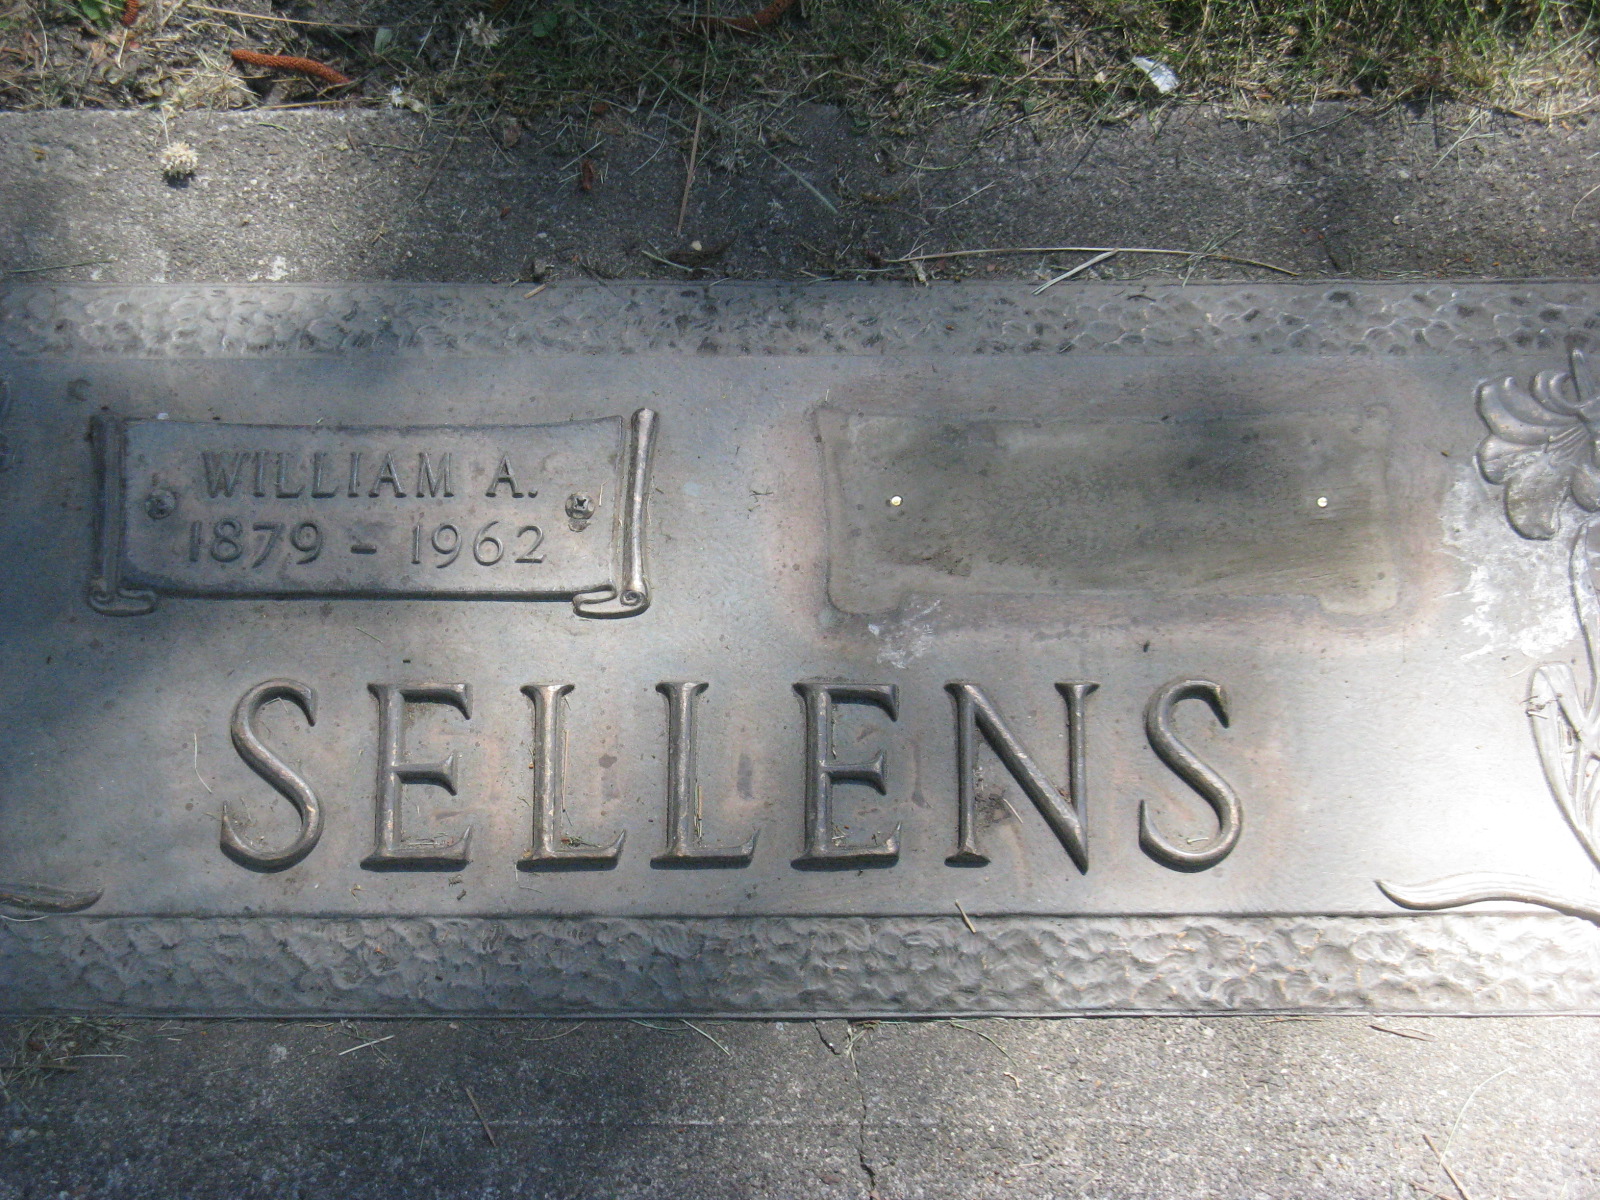 WILLIAM A.
1879 - 1962
SELLENS